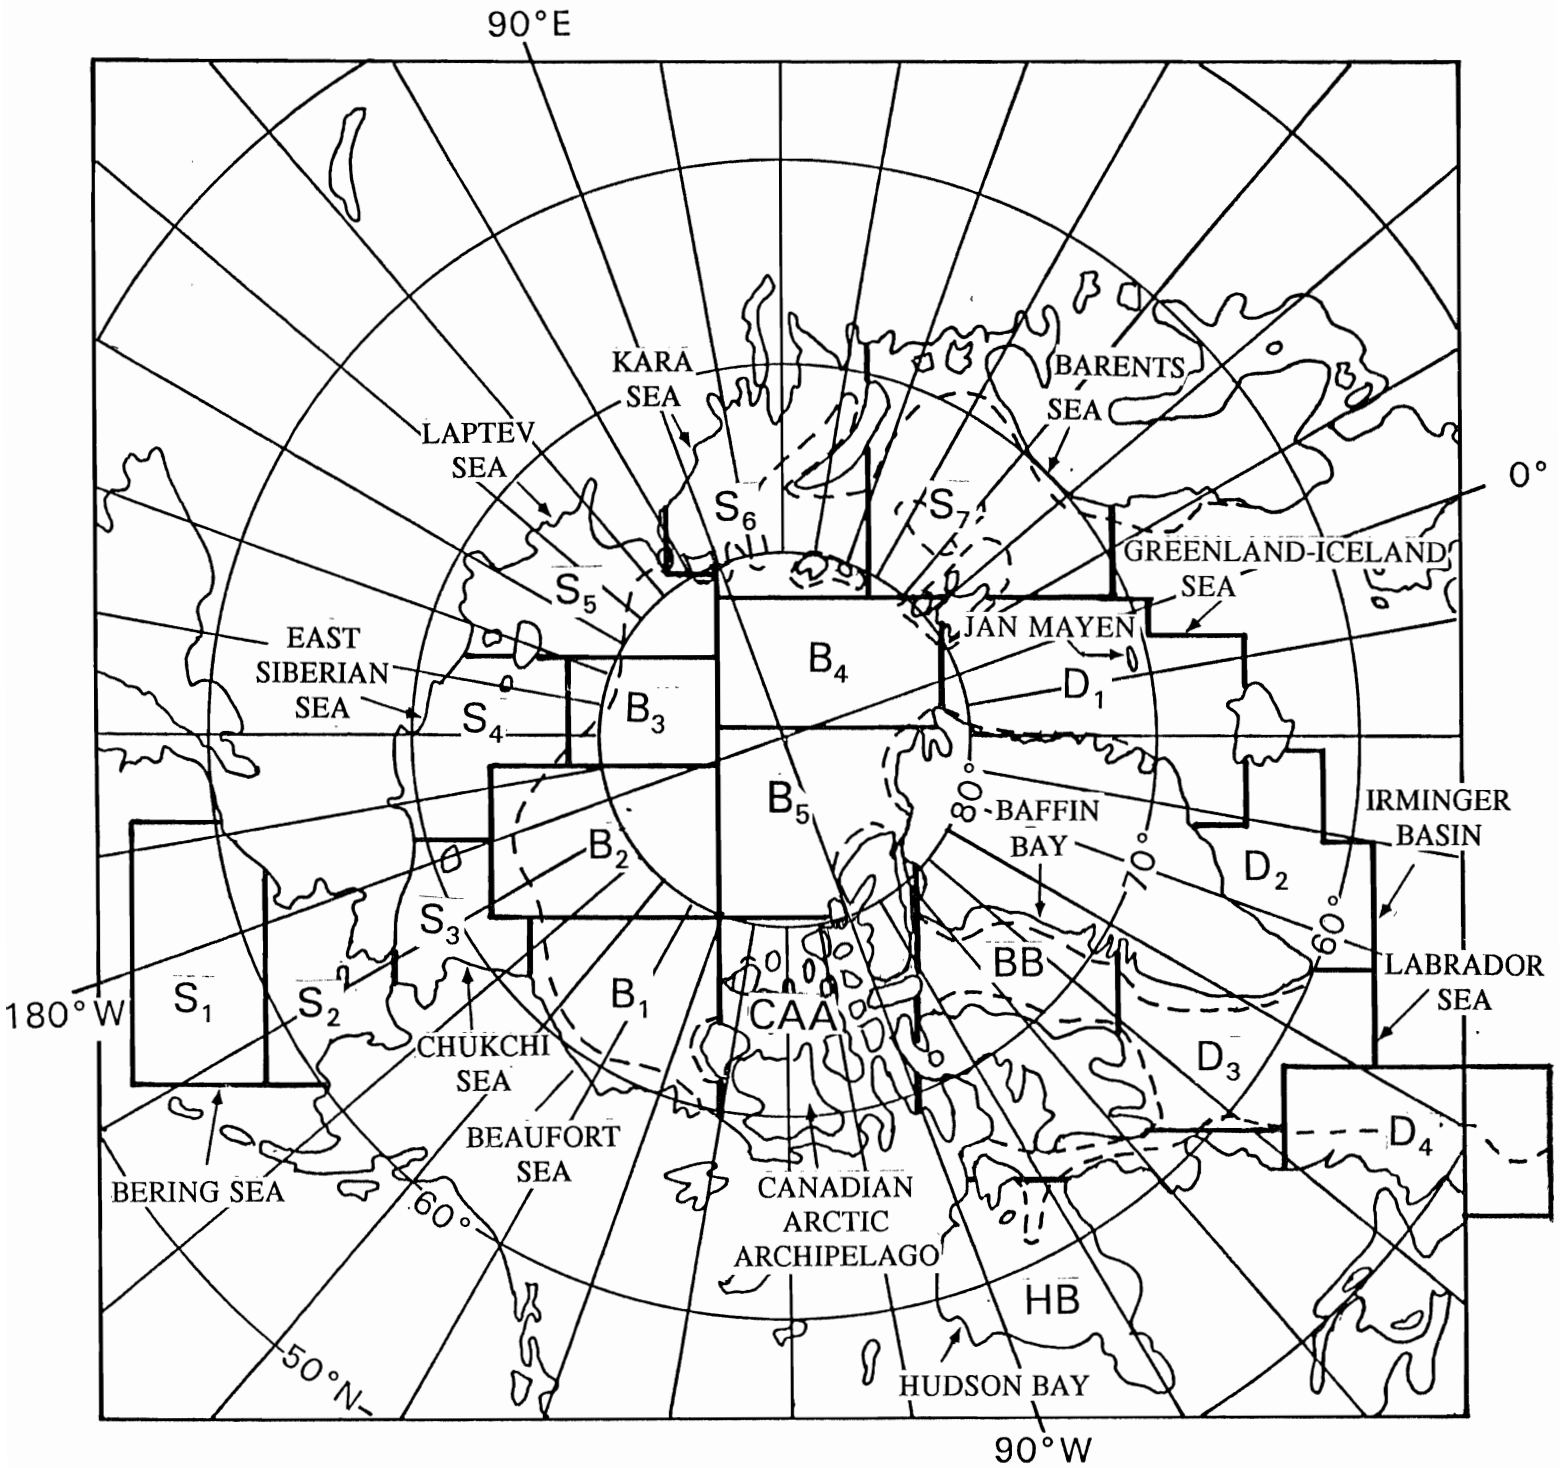 90°E
KARA
SEA
BARENTS
SEA
LAPTEV
SEA
0°
S6
S7
GREENLAND-ICELAND
SEA
S5
JAN MAYEN
EAST
SIBERIAN
SEA
B4
D1
B3
S4
80°
BAFFIN
BAY
IRMINGER
BASIN
B5
B2
70°
D2
S3
60°
BB
LABRADOR
SEA
180°W
S1
S2
B1
CAA
CHUKCHI
SEA
D3
BEAUFORT
SEA
D4
BERING SEA
CANADIAN
ARCTIC
ARCHIPELAGO
60°
HB
50°N
HUDSON BAY
90°W